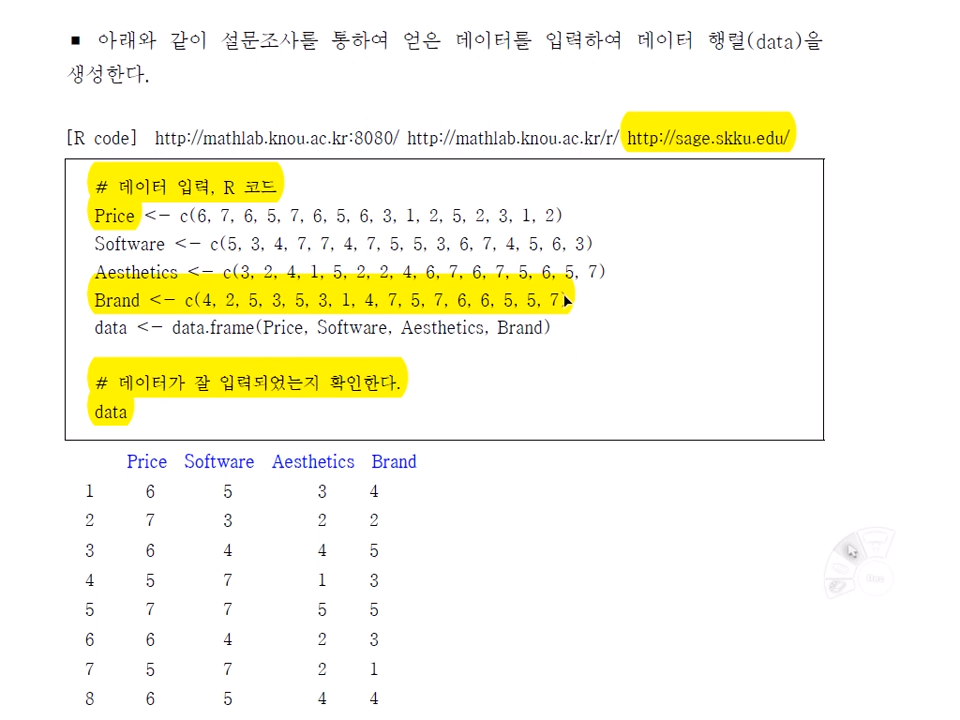 ■ 아래와 같이 설문조사를 통하여 얻은 데이터를 입력하여 데이터 행렬(data)을
생성한다.
[R code] http://mathlab.knou.ac.kr:8080/ http://mathlab.knou.ac.kr/r/ http://sage.skku.edu/
# 데이터 입력, R 코드
Price <- c(6, 7, 6, 5, 7, 6, 5, 6, 3, 1, 2, 5, 2, 3, 1, 2)
Software <- c(5, 3, 4, 7, 7, 4, 7, 5, 5, 3, 6, 7, 4, 5, 6, 3)
Aesthetics <- c(3, 2, 4, 1, 5, 2, 2, 4, 6, 7, 6, 7, 5, 6, 5, 7)
Brand <- c(4, 2, 5, 3, 5, 3, 1, 4, 7, 5, 7, 6, 6, 5, 5, 7)
data <- data.frame(Price, Software, Aesthetics, Brand)
# 데이터가 잘 입력되었는지 확인한다.
data
Price Software Aesthetics Brand
1 6 5 3 4
2 7 3 2 2
3 6 4 4 5
4 5 7 1 3
5 7 7 5 5
6 6 4 2 3
7 5 7 2 1
8 6 5 4 4